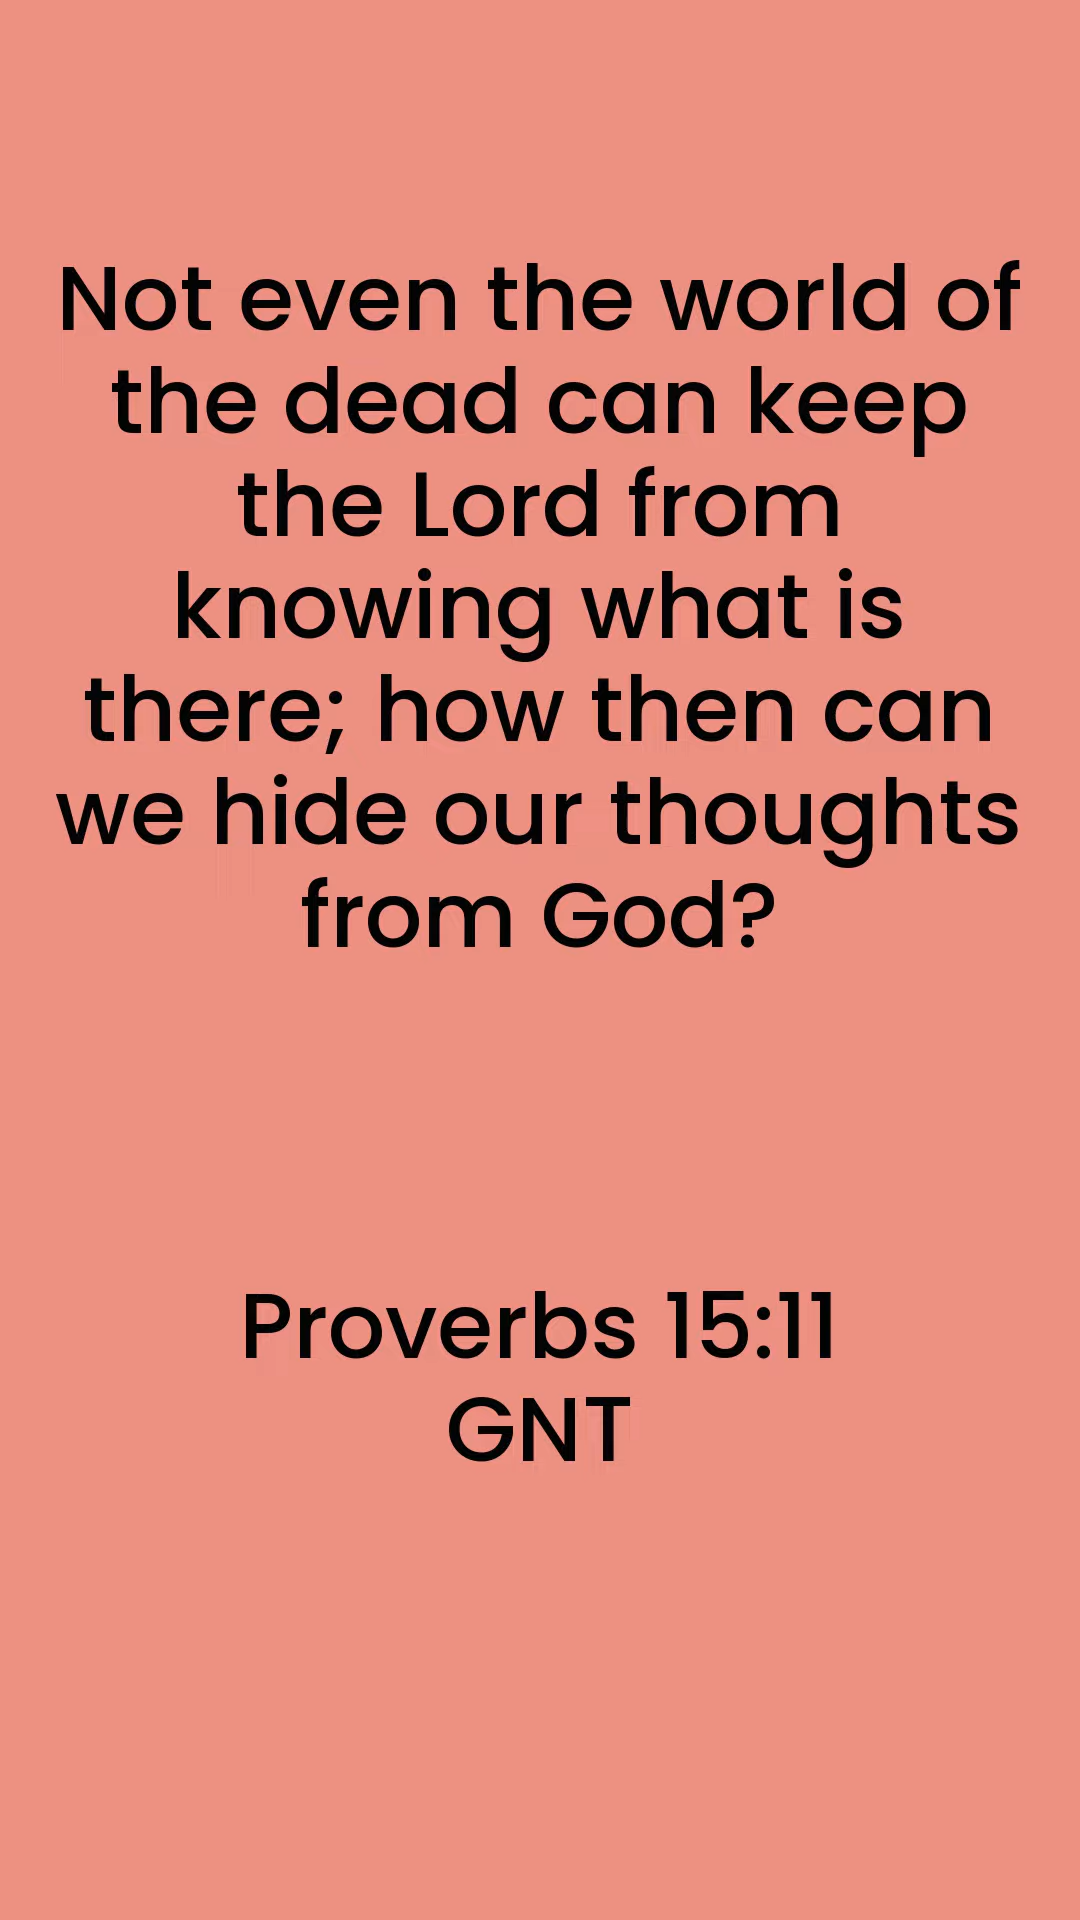 Not even the world of
the dead can keep
the Lord from
knowing what is
there; how then can
we hide our thoughts
from God?
Proverbs 15:11
GNT